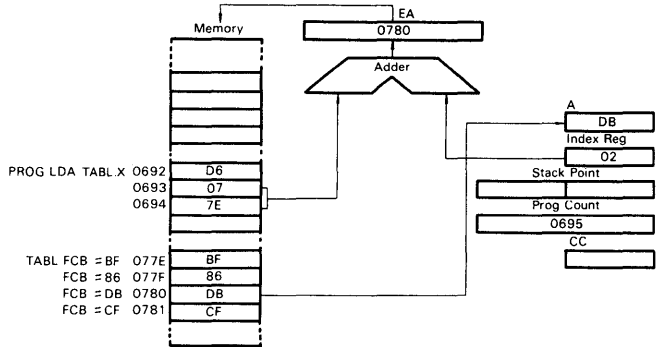 EA
Memory
0780
Adder
A
DB
Index Reg
02
PROG LDA TABL.X 0692 D6
Stack Point
0693 07
0694 7E
Prog Count
0695
CC
TABL FCB = BF 077E BF
FCB = 86 077F 86
FCB = DB 0780 DB
FCB = CF 0781 CF